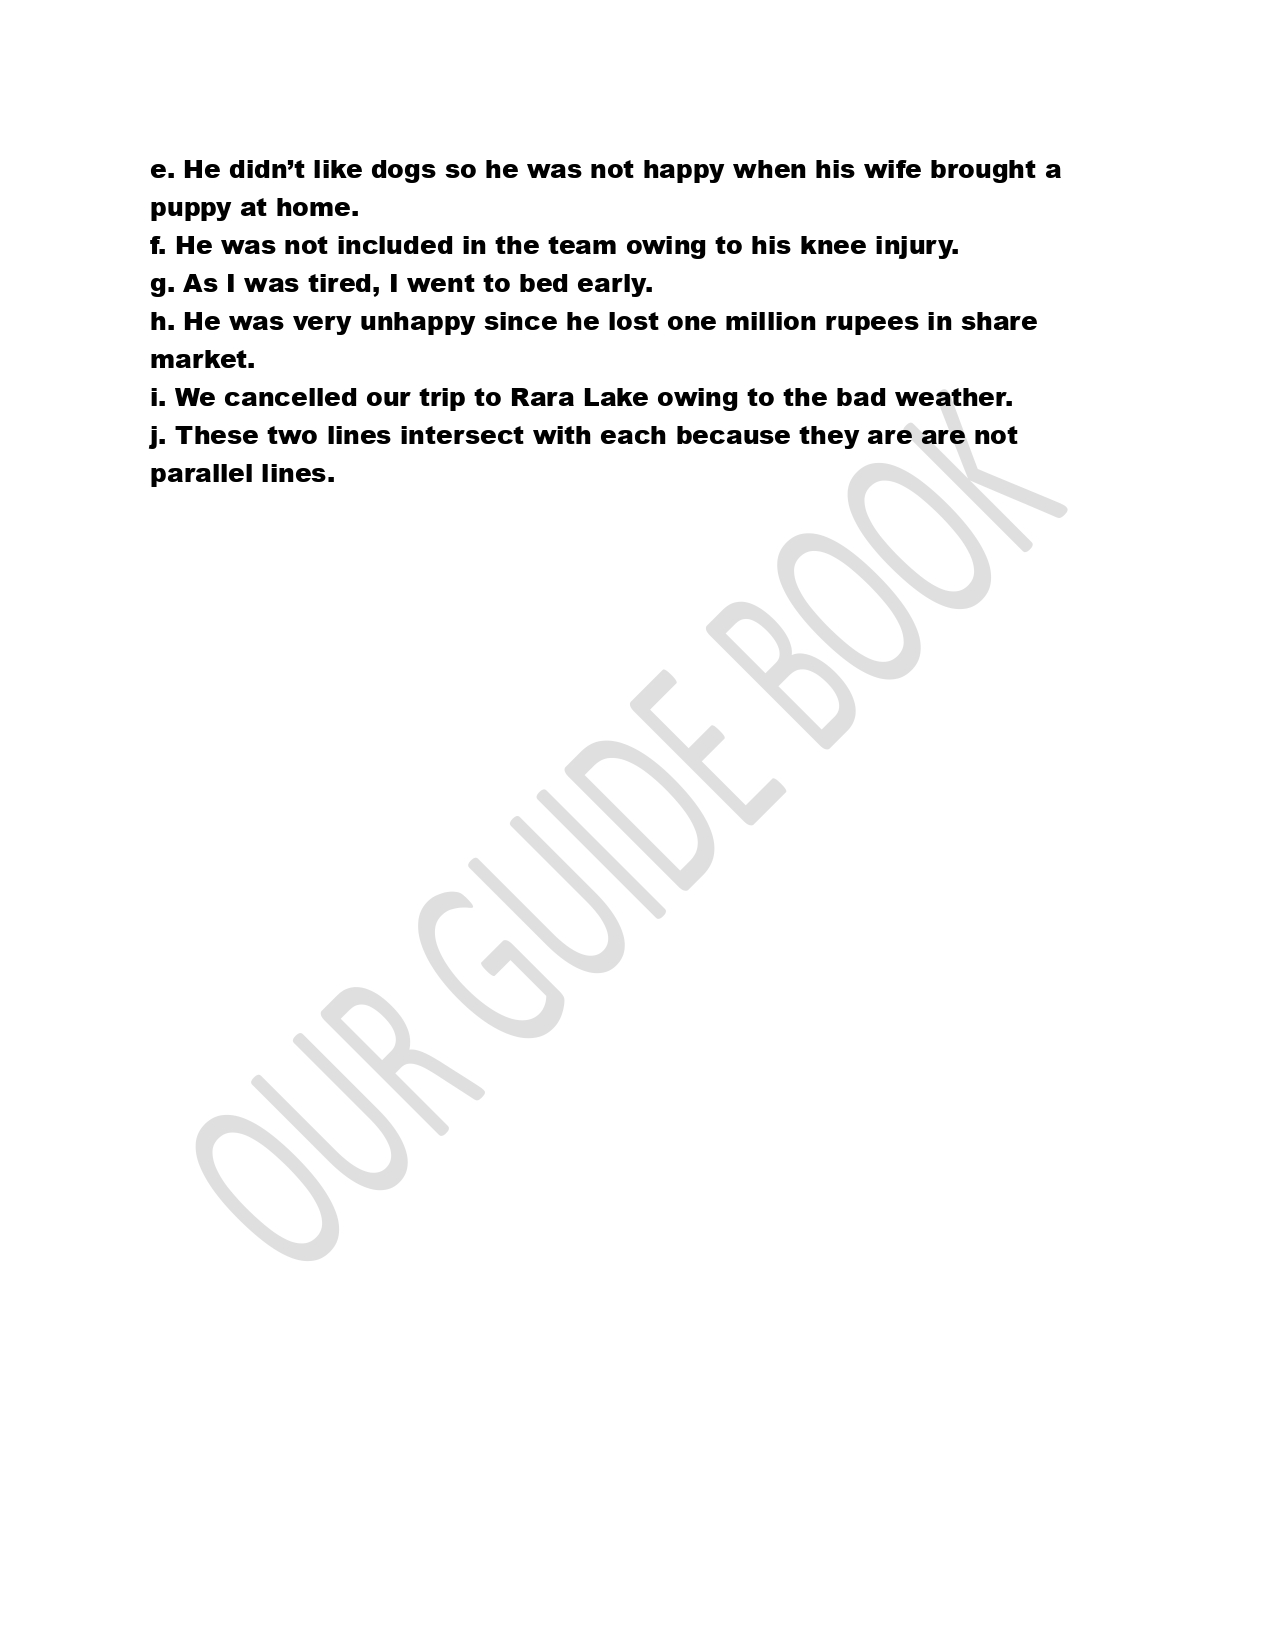 e. He didn’t like dogs so he was not happy when his wife brought a
puppy at home.
f. He was not included in the team owing to his knee injury.
g. As I was tired, I went to bed early.
h. He was very unhappy since he lost one million rupees in share
market.
i. We cancelled our trip to Rara Lake owing to the bad weather.
j. These two lines intersect with each because they are are not
parallel lines.
OUR GUIDE BOOK